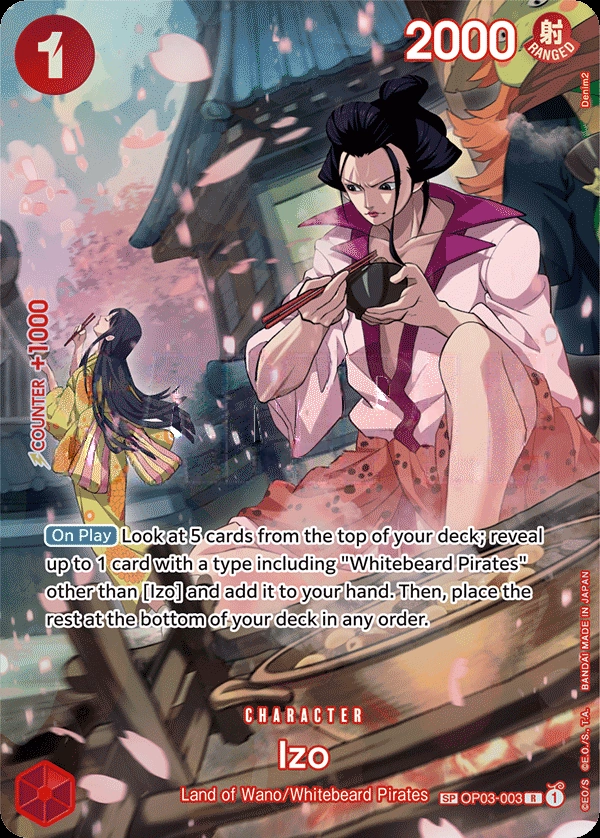 1
2000
射
RANGED
Denim2
COUNTER +1000
On Play Look at 5 cards from the top of your deck; reveal
up to 1 card with a type including "Whitebeard Pirates"
other than [Izo] and add it to your hand. Then, place the
rest at the bottom of your deck in any order.
CHARACTER
Izo
Land of Wano/Whitebeard Pirates
SP OP03-003 R 1
©E.O/S ©E.O./S., T.A. BANDAI MADE IN JAPAN